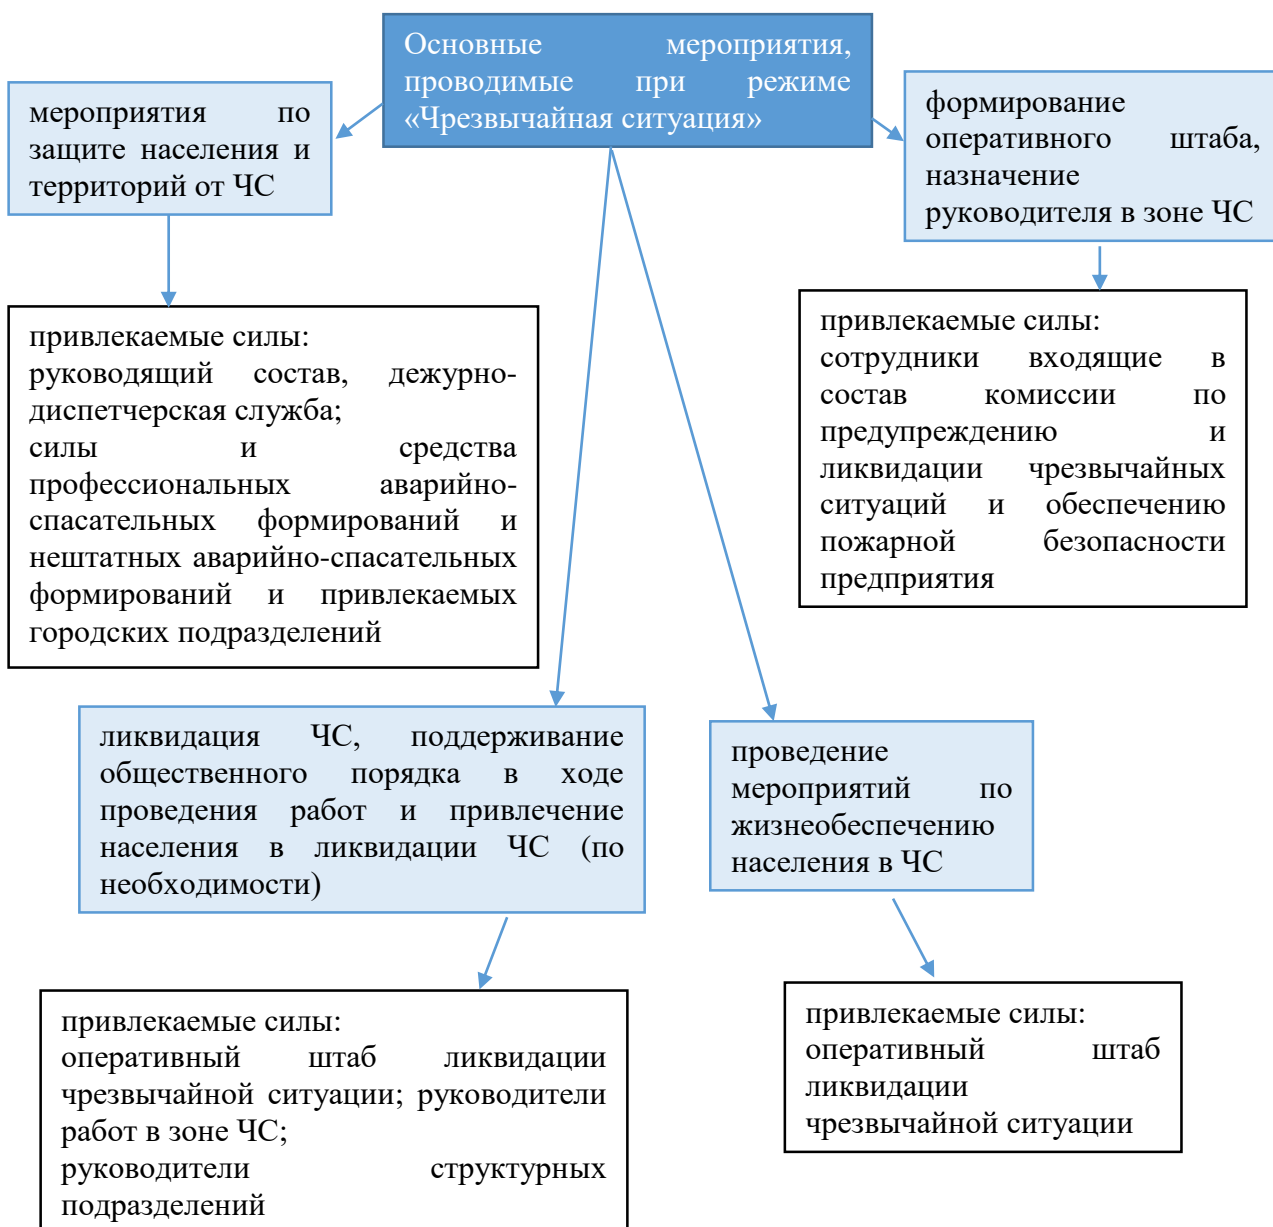 Основные мероприятия,
проводимые при режиме
«Чрезвычайная ситуация»
мероприятия по
защите населения и
территорий от ЧС
формирование
оперативного штаба,
назначение
руководителя в зоне ЧС
привлекаемые силы:
руководящий состав, дежурно-
диспетчерская служба;
силы и средства
профессиональных аварийно-
спасательных формирований и
нештатных аварийно-спасательных
формирований и привлекаемых
городских подразделений
привлекаемые силы:
сотрудники входящие в
состав комиссии по
предупреждению и
ликвидации чрезвычайных
ситуаций и обеспечению
пожарной безопасности
предприятия
ликвидация ЧС, поддерживание
общественного порядка в ходе
проведения работ и привлечение
населения в ликвидации ЧС (по
необходимости)
проведение
мероприятий по
жизнеобеспечению
населения в ЧС
привлекаемые силы:
оперативный штаб ликвидации
чрезвычайной ситуации; руководители
работ в зоне ЧС;
руководители структурных
подразделений
привлекаемые силы:
оперативный штаб
ликвидации
чрезвычайной ситуации